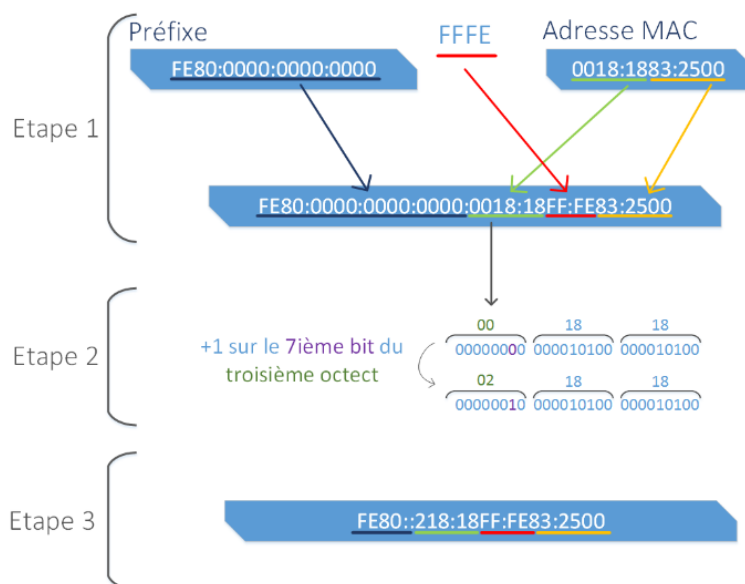 Préfixe
FFFE
Adresse MAC
FE80:0000:0000:0000
0018:1883:2500
Etape 1
FE80:0000:0000:0000:0018:18FF:FE83:2500
Etape 2
+1 sur le 7ième bit du
troisième octect
00 18 18
00000000 000010100 000010100
02 18 18
00000010 000010100 000010100
Etape 3
FE80::218:18FF:FE83:2500